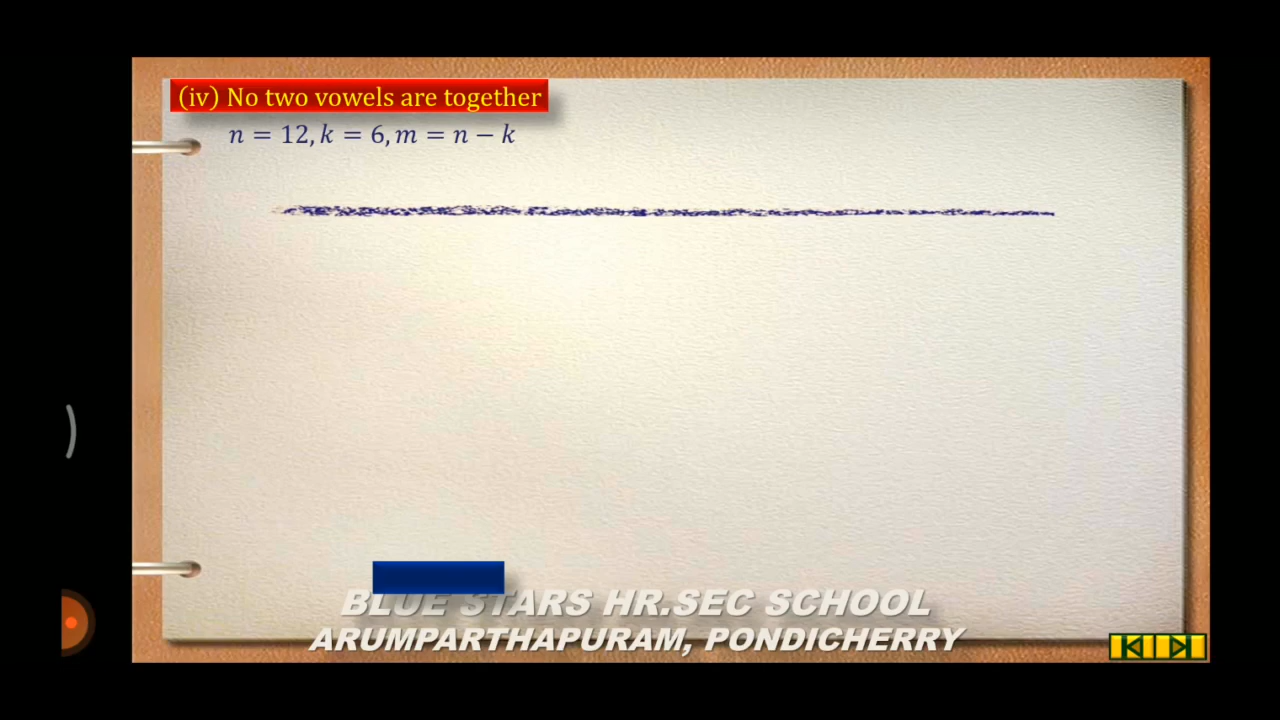 (iv) No two vowels are together
n = 12, k = 6, m = n − k
BLUE STARS HR.SEC SCHOOL
ARUMPARTHAPURAM, PONDICHERRY